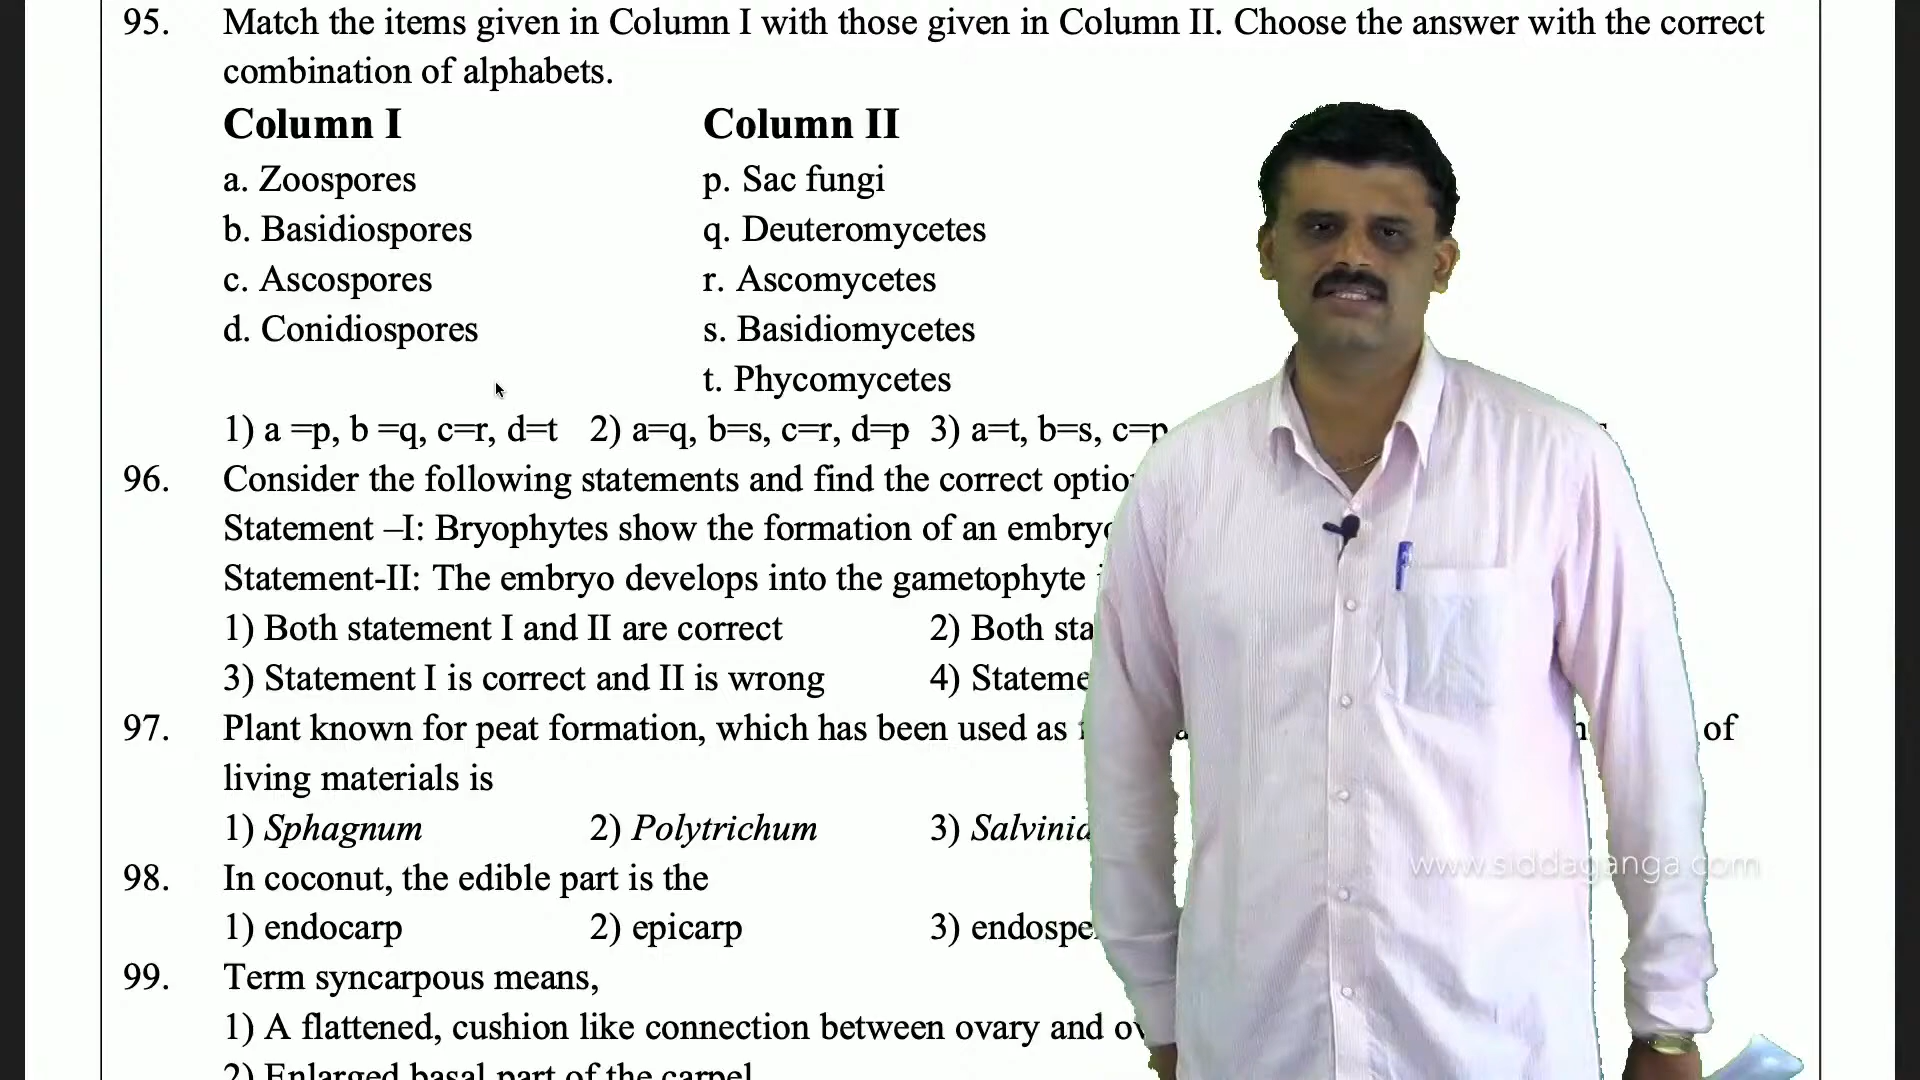 95. Match the items given in Column I with those given in Column II. Choose the answer with the correct
combination of alphabets.
Column I Column II
a. Zoospores p. Sac fungi
b. Basidiospores q. Deuteromycetes
c. Ascospores r. Ascomycetes
d. Conidiospores s. Basidiomycetes
t. Phycomycetes
1) a =p, b =q, c=r, d=t 2) a=q, b=s, c=r, d=p 3) a=t, b=s, c=p
96. Consider the following statements and find the correct
Statement –I: Bryophytes show the formation of an
Statement-II: The embryo develops into the gametophyte
1) Both statement I and II are correct 2) Both
3) Statement I is correct and II is wrong 4)
97. Plant known for peat formation, which has been used as of
living materials is
1) Sphagnum 2) Polytrichum 3)
98. In coconut, the edible part is the
1) endocarp 2) epicarp 3)
99. Term syncarpous means,
1) A flattened, cushion like connection between ovary and
2) Enlarged basal part of the carpel
www.siddaganga.com